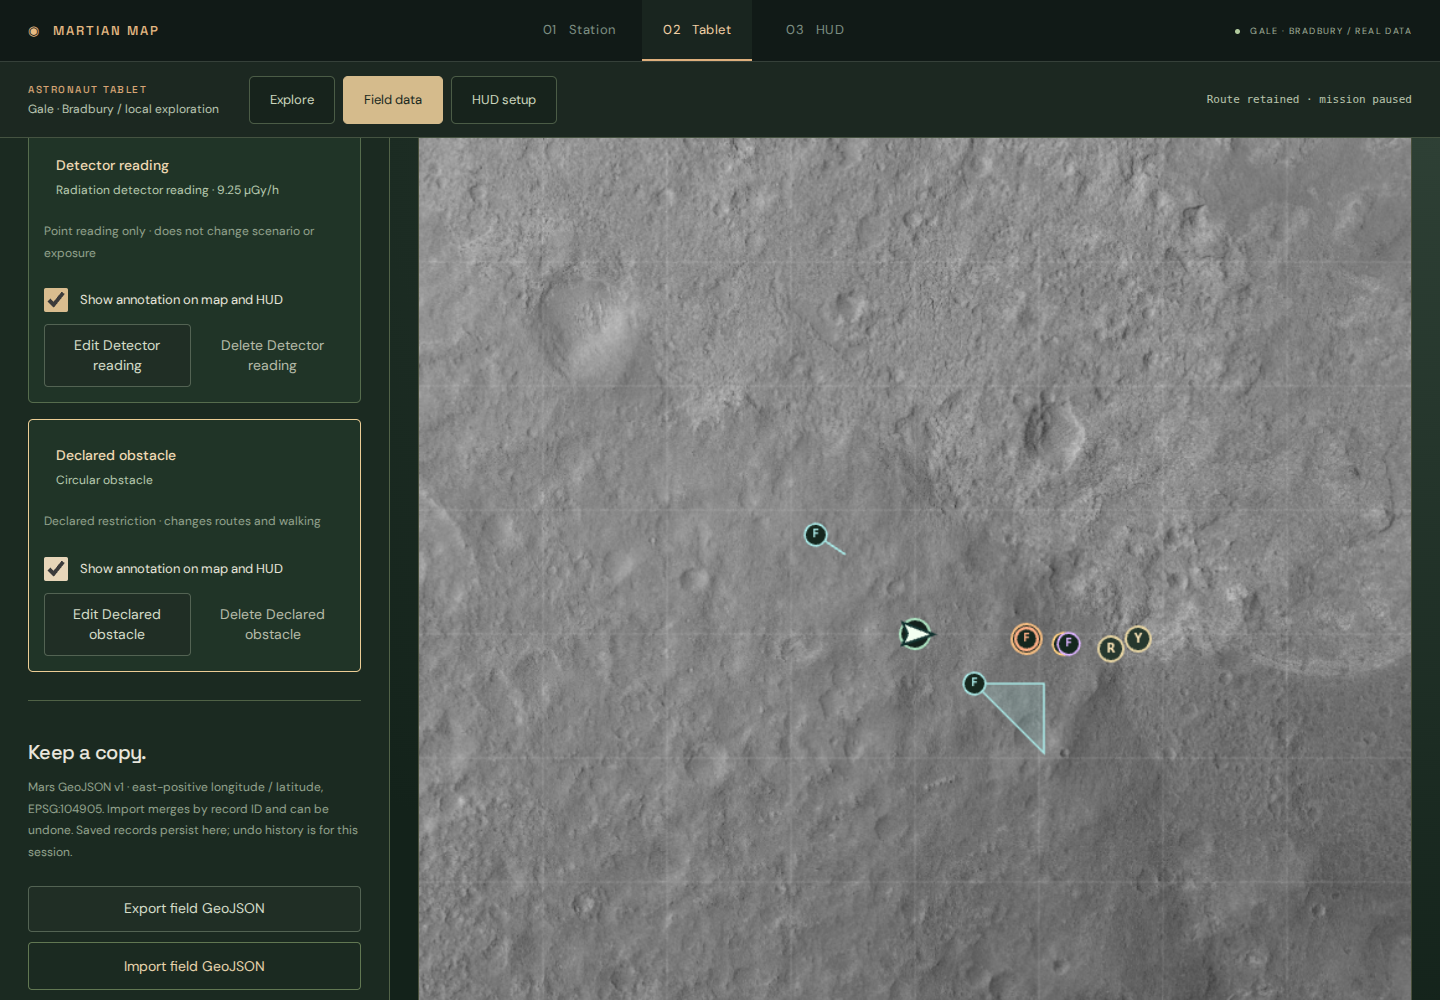 MARTIAN MAP
01 Station
02 Tablet
03 HUD
GALE · BRADBURY / REAL DATA
ASTRONAUT TABLET
Gale · Bradbury / local exploration
Explore
Field data
HUD setup
Route retained · mission paused
Detector reading
Radiation detector reading · 9.25 µGy/h
Point reading only · does not change scenario or
exposure
Show annotation on map and HUD
Edit Detector
reading
Delete Detector
reading
Declared obstacle
Circular obstacle
Declared restriction · changes routes and walking
Show annotation on map and HUD
Edit Declared
obstacle
Delete Declared
obstacle
Keep a copy.
Mars GeoJSON v1 · east-positive longitude / latitude,
EPSG:104905. Import merges by record ID and can be
undone. Saved records persist here; undo history is for this
session.
Export field GeoJSON
Import field GeoJSON
F
F
F
R
Y
F